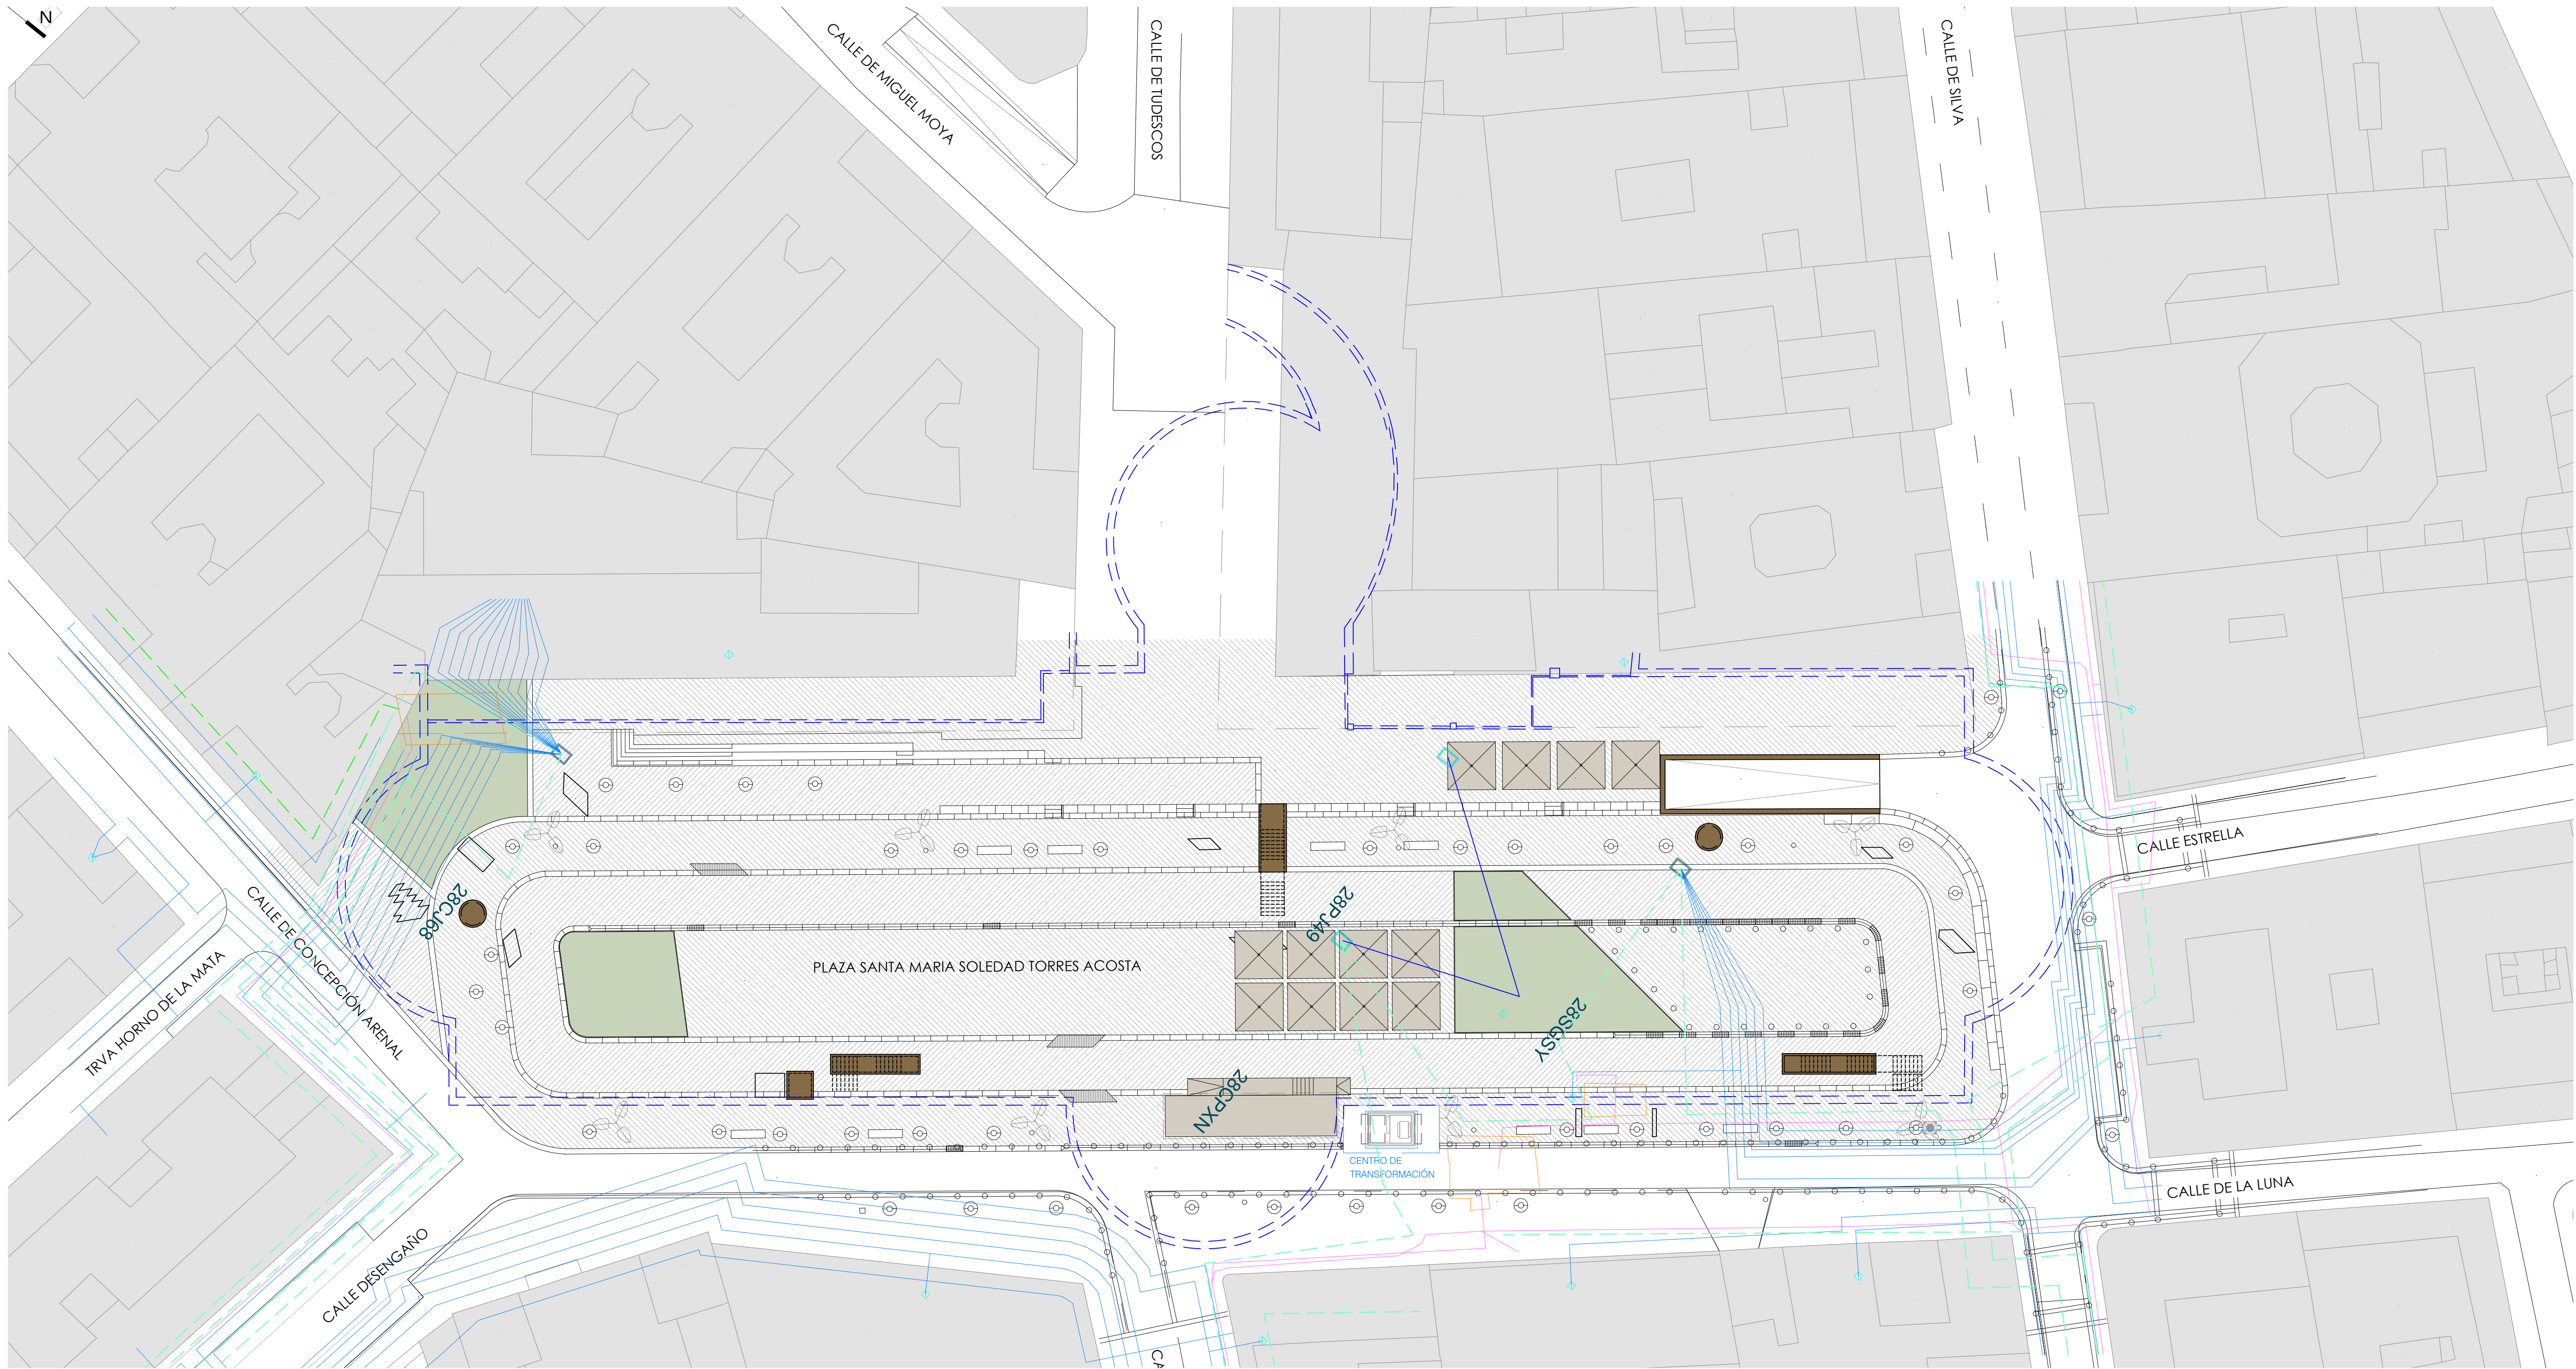 N
CALLE DE MIGUEL MOYA
CALLE DE TUDESCOS
CALLE DE SILVA
CALLE ESTRELLA
28CJ68
28PJ49
CALLE DE CONCEPCIÓN ARENAL
TRVA HORNO DE LA MATA
PLAZA SANTA MARIA SOLEDAD TORRES ACOSTA
28SGSY
28CPXN
CENTRO DE
TRANSFORMACIÓN
CALLE DE LA LUNA
CALLE DESENGAÑO
CA